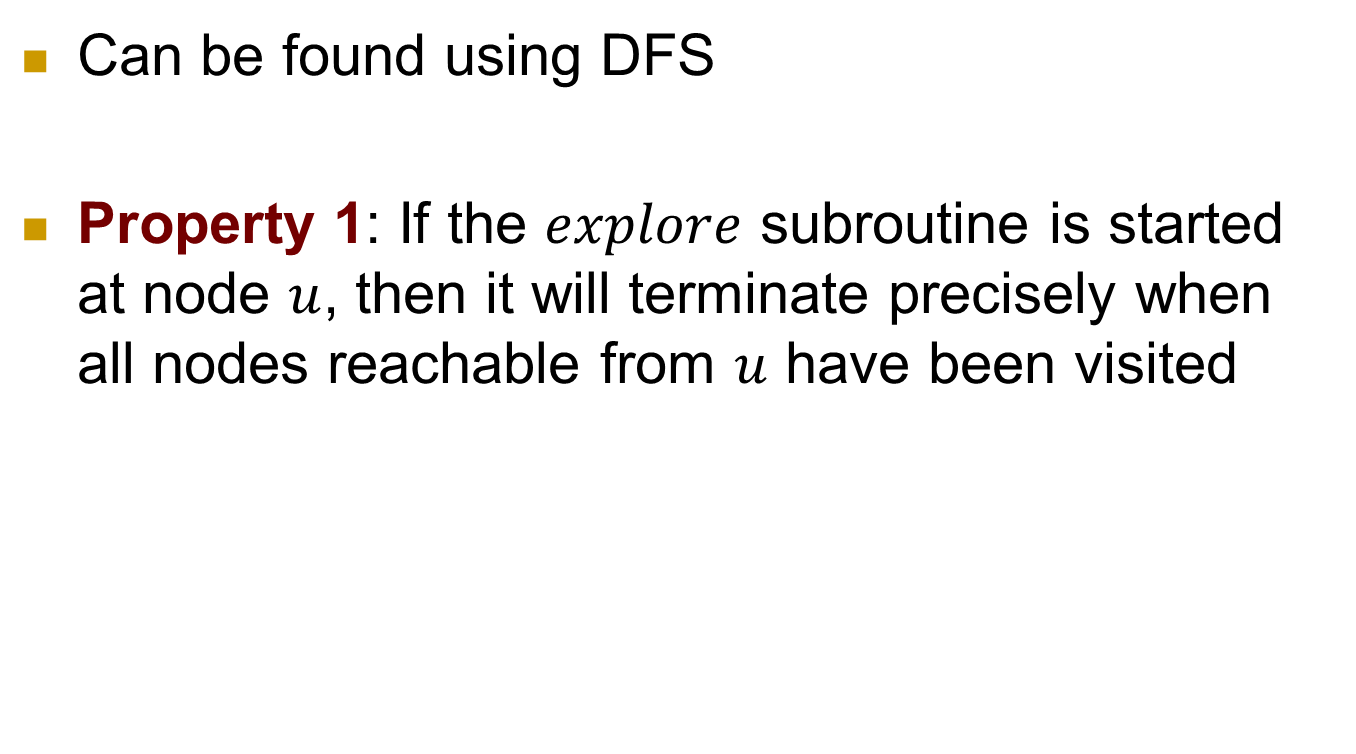 Can be found using DFS
Property 1: If the explore subroutine is started
at node u, then it will terminate precisely when
all nodes reachable from u have been visited